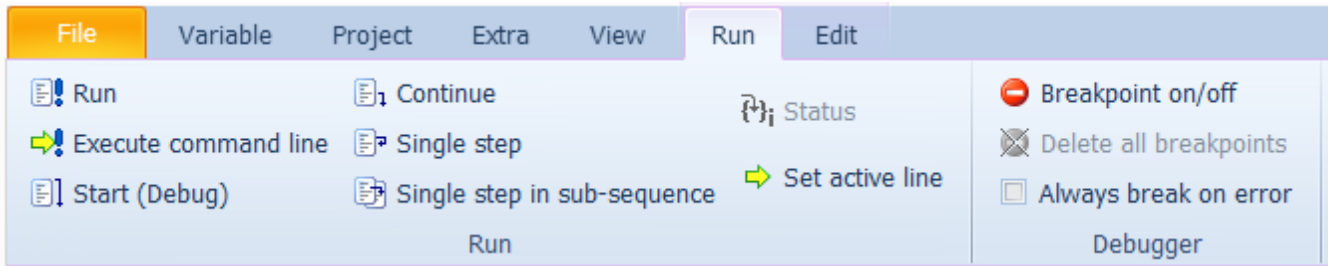 File Variable Project Extra View Run Edit
Run Continue Status Breakpoint on/off
Execute command line Single step Delete all breakpoints
Start (Debug) Single step in sub-sequence Set active line Always break on error
Run Debugger